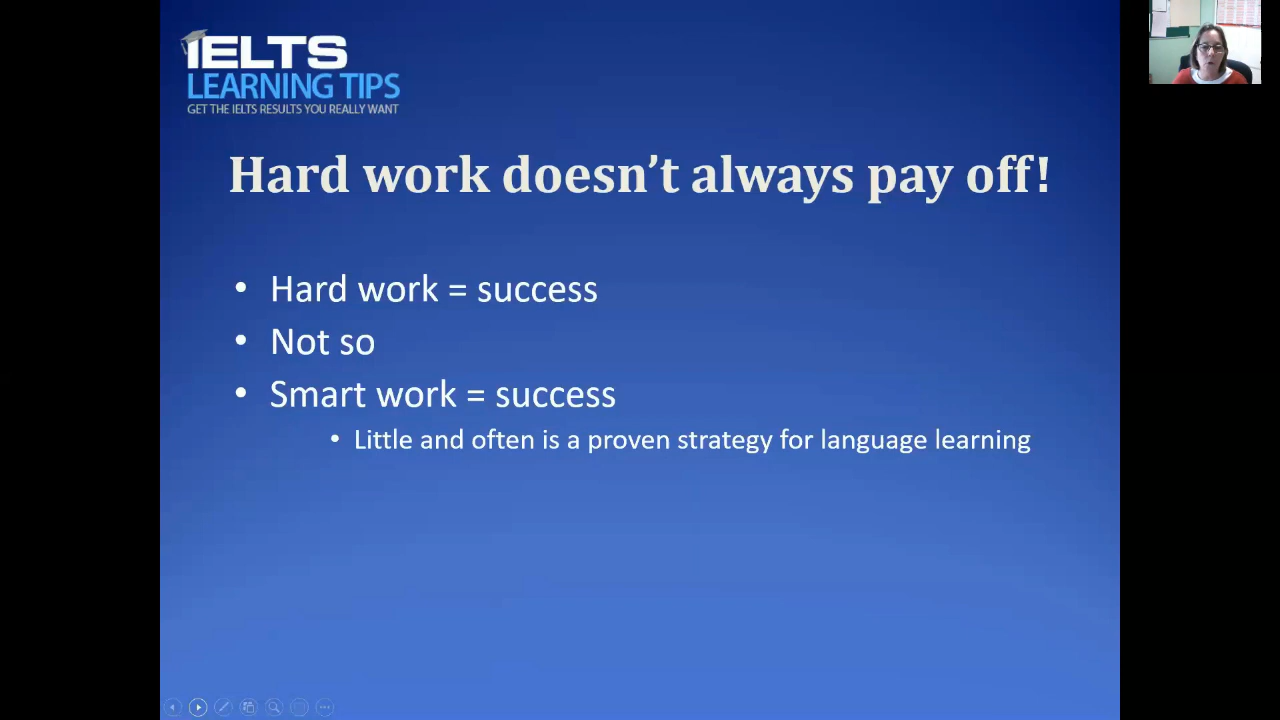 IELTS
LEARNING TIPS
GET THE IELTS RESULTS YOU REALLY WANT
Hard work doesn’t always pay off!
• Hard work = success
• Not so
• Smart work = success
• Little and often is a proven strategy for language learning